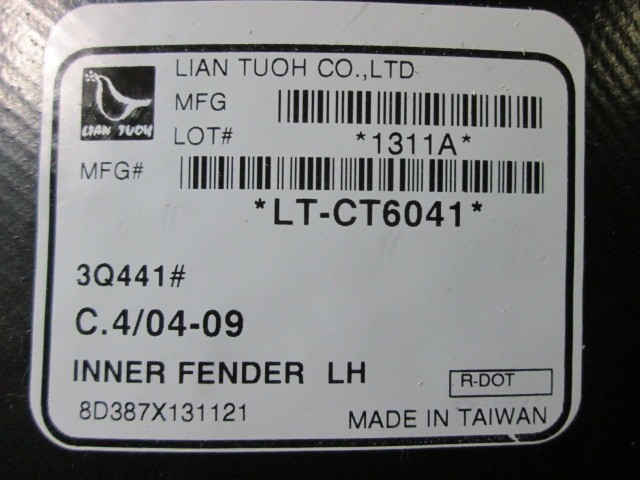 LIAN TUOH CO.,LTD
LIAN TUOH
MFG
LOT# *1311A*
MFG#
*LT-CT6041*
3Q441#
C.4/04-09
INNER FENDER LH
R-DOT
8D387X131121
MADE IN TAIWAN